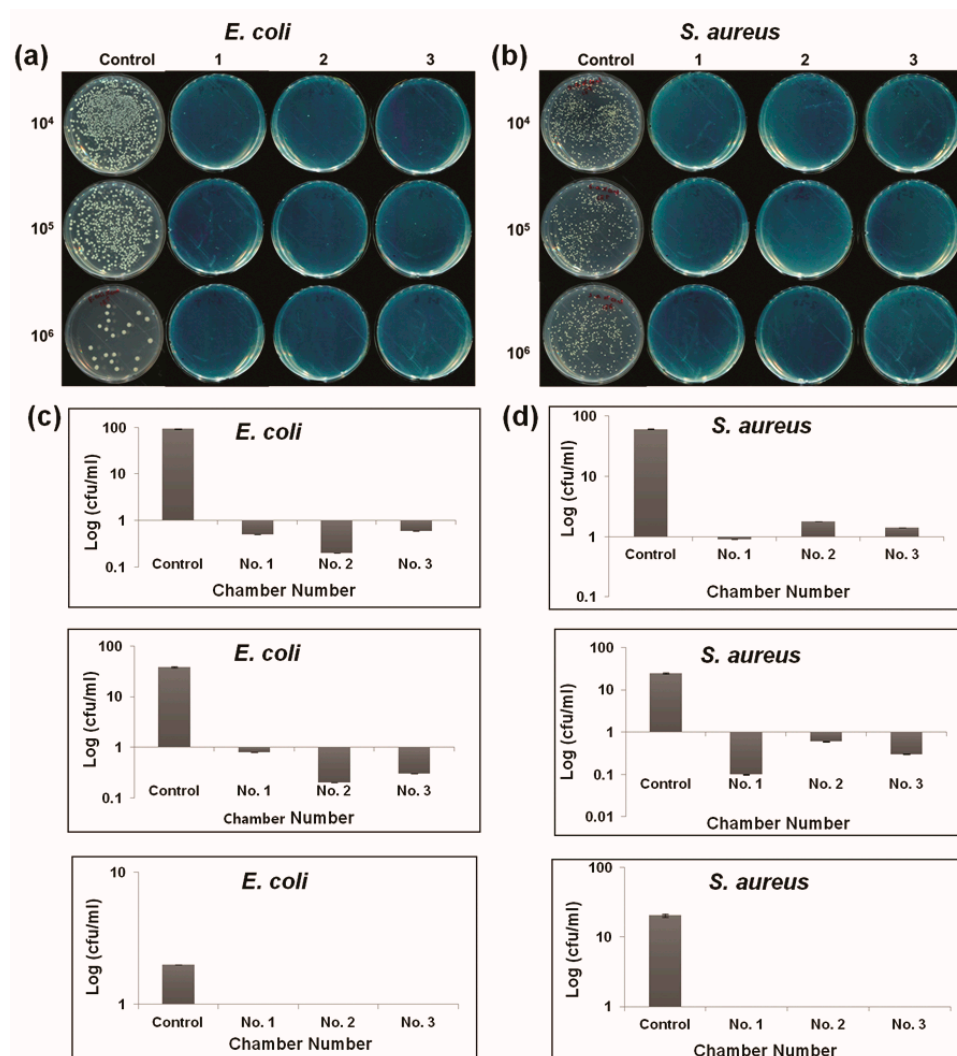 E. coli
S. aureus
(a) Control 1 2 3
(b) Control 1 2 3
10⁴
10⁵
10⁶
10⁴
10⁵
10⁶
(c)
E. coli
Log (cfu/ml)
100
10
1
0.1
Control No. 1 No. 2 No. 3
Chamber Number
(d)
S. aureus
Log (cfu/ml)
100
10
1
0.1
Control No. 1 No. 2 No. 3
Chamber Number
E. coli
Log (cfu/ml)
100
10
1
0.1
Control No. 1 No. 2 No. 3
Chamber Number
S. aureus
Log (cfu/ml)
100
10
1
0.1
0.01
Control No. 1 No. 2 No. 3
Chamber Number
E. coli
Log (cfu/ml)
10
1
Control No. 1 No. 2 No. 3
Chamber Number
S. aureus
Log (cfu/ml)
100
10
1
Control No. 1 No. 2 No. 3
Chamber Number